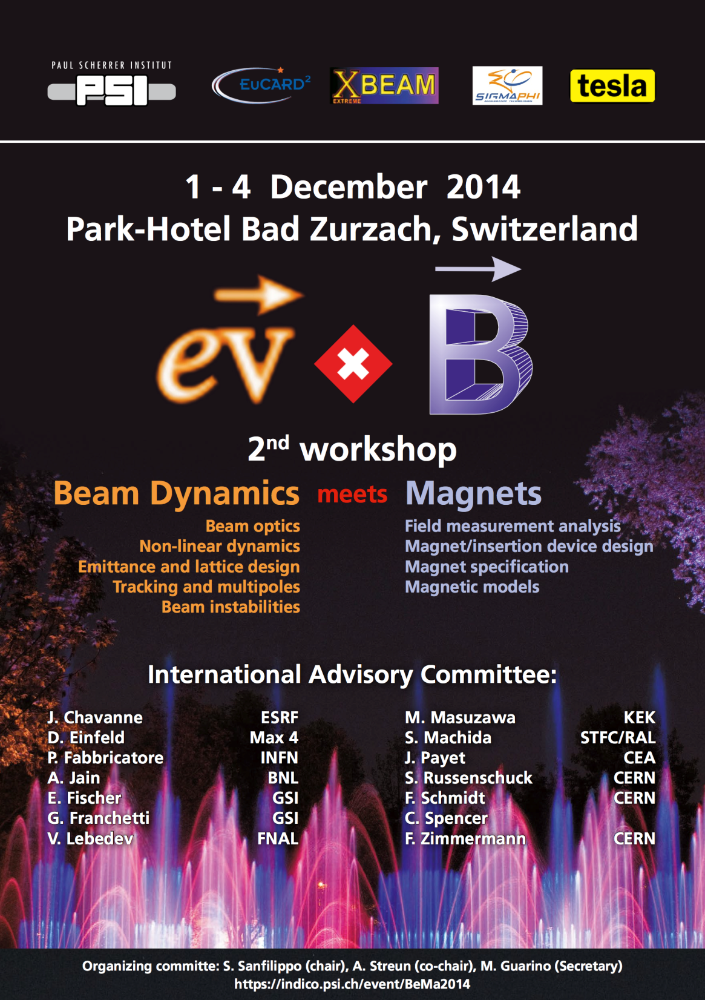 PAUL SCHERRER INSTITUT
PSI
EuCARD²
XBEAM
EXTREME
SIGMAPHI
tesla
1 - 4 December 2014
Park-Hotel Bad Zurzach, Switzerland
ev × B
2nd workshop
Beam Dynamics meets Magnets
Beam optics
Non-linear dynamics
Emittance and lattice design
Tracking and multipoles
Beam instabilities
Field measurement analysis
Magnet/insertion device design
Magnet specification
Magnetic models
International Advisory Committee:
J. Chavanne ESRF
D. Einfeld Max 4
P. Fabbricatore INFN
A. Jain BNL
E. Fischer GSI
G. Franchetti GSI
V. Lebedev FNAL
M. Masuzawa KEK
S. Machida STFC/RAL
J. Payet CEA
S. Russenschuck CERN
F. Schmidt CERN
C. Spencer
F. Zimmermann CERN
Organizing committe: S. Sanfilippo (chair), A. Streun (co-chair), M. Guarino (Secretary)
https://indico.psi.ch/event/BeMa2014